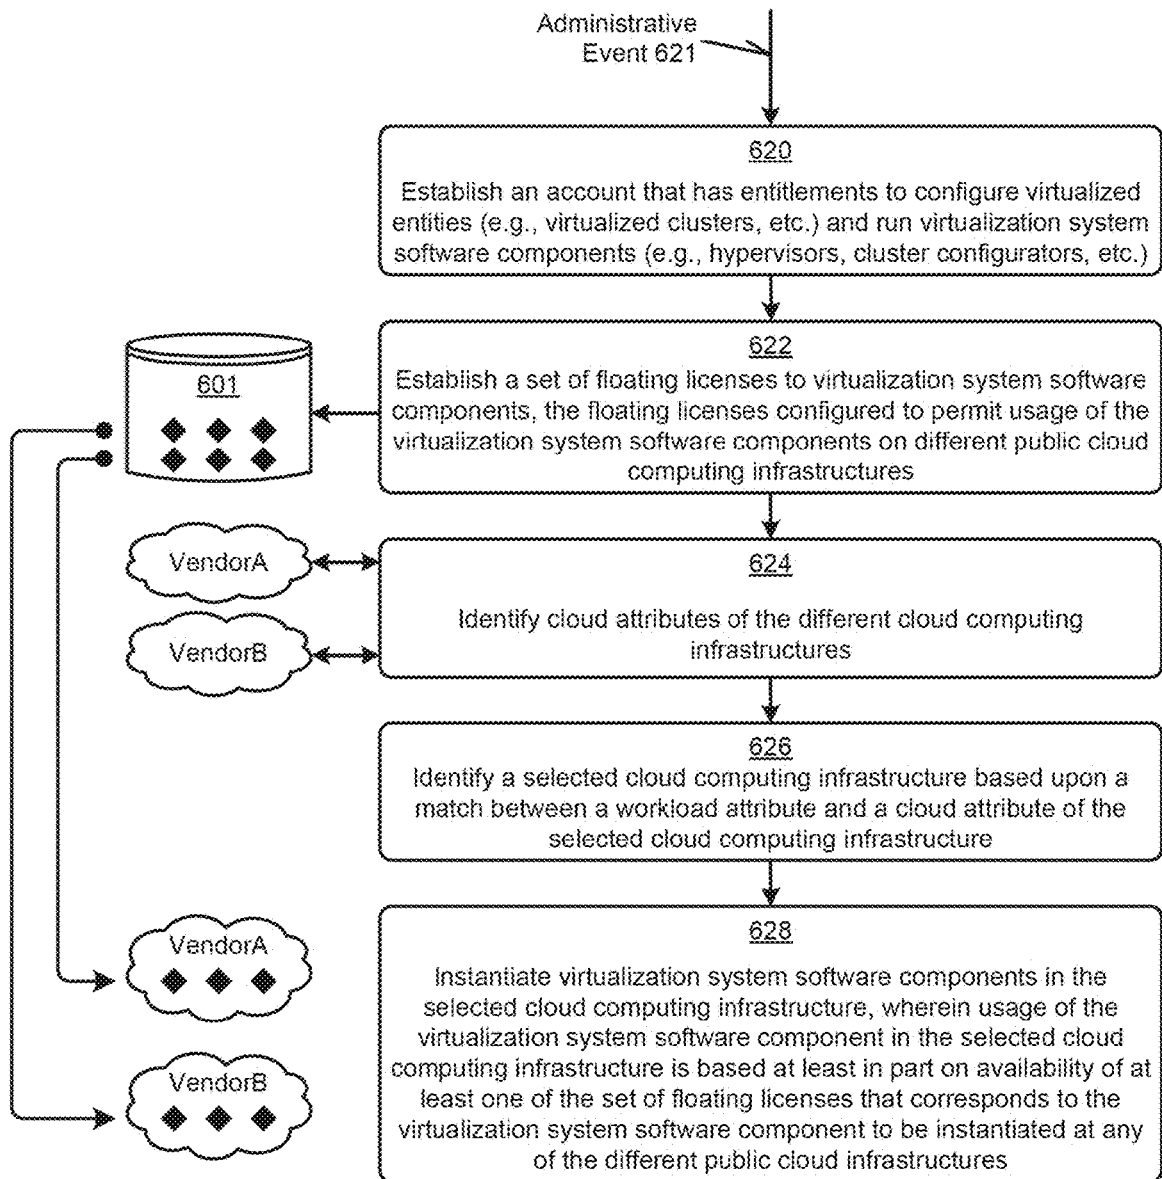 Administrative
Event 621
620
Establish an account that has entitlements to configure virtualized
entities (e.g., virtualized clusters, etc.) and run virtualization system
software components (e.g., hypervisors, cluster configurators, etc.)
622
Establish a set of floating licenses to virtualization system software
components, the floating licenses configured to permit usage of the
virtualization system software components on different public cloud
computing infrastructures
601
VendorA
VendorB
624
Identify cloud attributes of the different cloud computing
infrastructures
626
Identify a selected cloud computing infrastructure based upon a
match between a workload attribute and a cloud attribute of the
selected cloud computing infrastructure
VendorA
VendorB
628
Instantiate virtualization system software components in the
selected cloud computing infrastructure, wherein usage of the
virtualization system software component in the selected cloud
computing infrastructure is based at least in part on availability of at
least one of the set of floating licenses that corresponds to the
virtualization system software component to be instantiated at any
of the different public cloud infrastructures